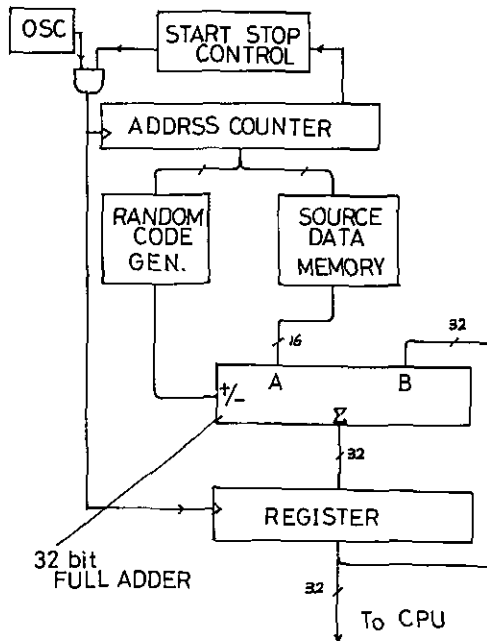 OSC
START STOP
CONTROL
ADDRSS COUNTER
RANDOM
CODE
GEN.
SOURCE
DATA
MEMORY
16
32
A
B
+/-
Σ
32
REGISTER
32 bit
FULL ADDER
32
To CPU